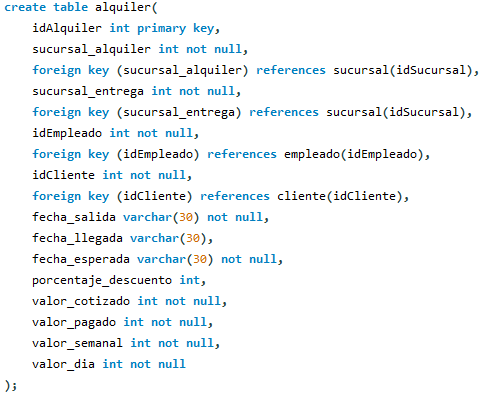 create table alquiler(
idAlquiler int primary key,
sucursal_alquiler int not null,
foreign key (sucursal_alquiler) references sucursal(idSucursal),
sucursal_entrega int not null,
foreign key (sucursal_entrega) references sucursal(idSucursal),
idEmpleado int not null,
foreign key (idEmpleado) references empleado(idEmpleado),
idCliente int not null,
foreign key (idCliente) references cliente(idCliente),
fecha_salida varchar(30) not null,
fecha_llegada varchar(30),
fecha_esperada varchar(30) not null,
porcentaje_descuento int,
valor_cotizado int not null,
valor_pagado int not null,
valor_semanal int not null,
valor_dia int not null
);